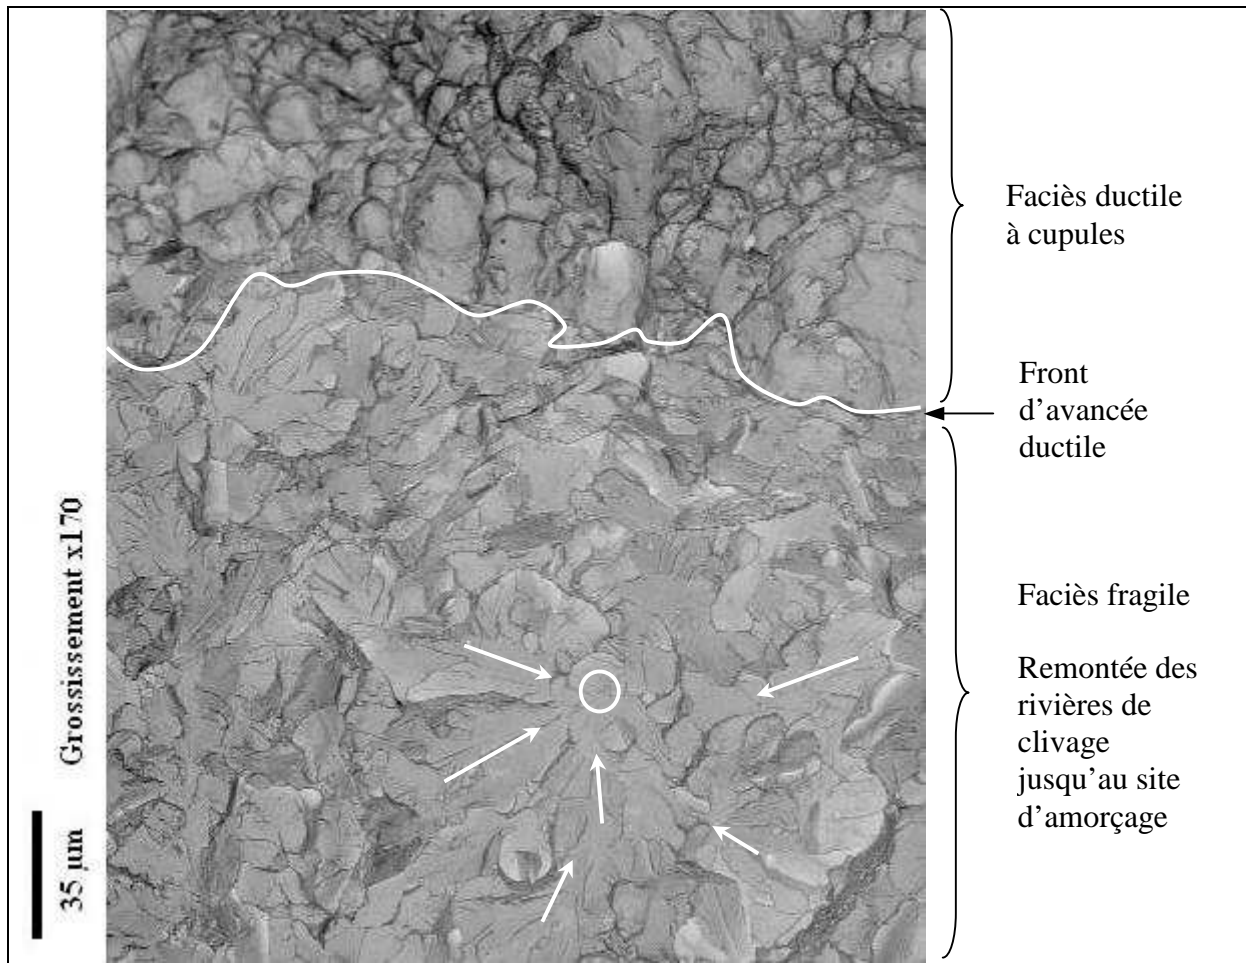 Faciès ductile
à cupules
Front
d'avancée
ductile
Faciès fragile
Remontée des
rivières de
clivage
jusqu'au site
d'amorçage
Grossissement x170
35 µm